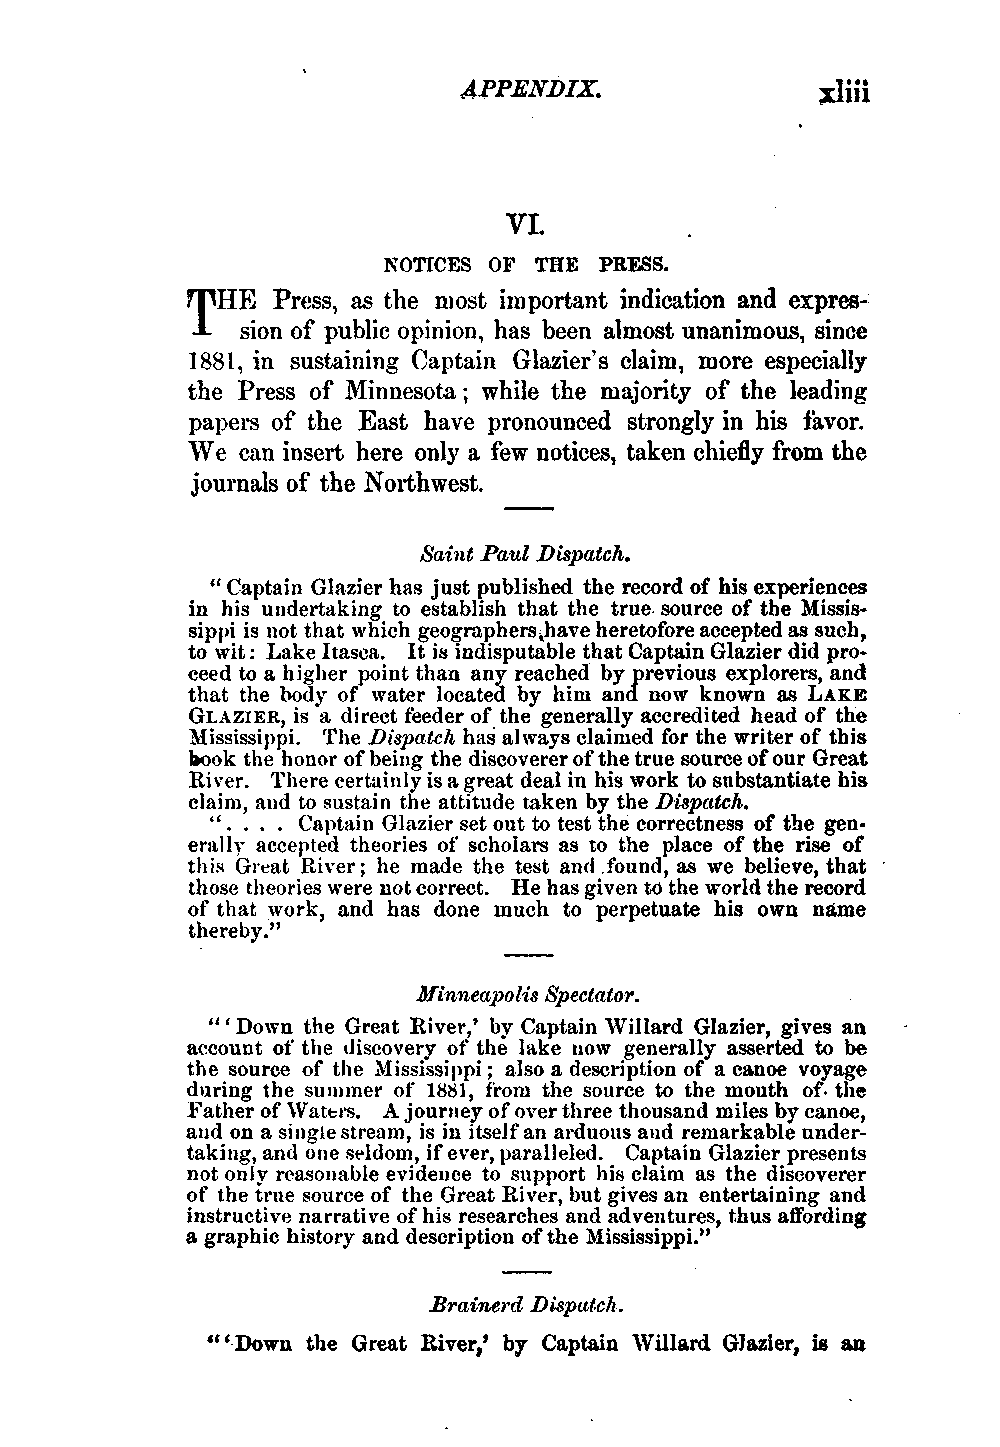 APPENDIX. xliii
VI.
NOTICES OF THE PRESS.
THE Press, as the most important indication and expres-
sion of public opinion, has been almost unanimous, since
1881, in sustaining Captain Glazier's claim, more especially
the Press of Minnesota; while the majority of the leading
papers of the East have pronounced strongly in his favor.
We can insert here only a few notices, taken chiefly from the
journals of the Northwest.
Saint Paul Dispatch.
"Captain Glazier has just published the record of his experiences
in his undertaking to establish that the true source of the Missis-
sippi is not that which geographers have heretofore accepted as such,
to wit: Lake Itasca. It is indisputable that Captain Glazier did pro-
ceed to a higher point than any reached by previous explorers, and
that the body of water located by him and now known as LAKE
GLAZIER, is a direct feeder of the generally accredited head of the
Mississippi. The Dispatch has always claimed for the writer of this
book the honor of being the discoverer of the true source of our Great
River. There certainly is a great deal in his work to substantiate his
claim, and to sustain the attitude taken by the Dispatch.
". . . . Captain Glazier set out to test the correctness of the gen-
erally accepted theories of scholars as to the place of the rise of
this Great River; he made the test and found, as we believe, that
those theories were not correct. He has given to the world the record
of that work, and has done much to perpetuate his own name
thereby."
Minneapolis Spectator.
"'Down the Great River,' by Captain Willard Glazier, gives an
account of the discovery of the lake now generally asserted to be
the source of the Mississippi; also a description of a canoe voyage
during the summer of 1881, from the source to the mouth of the
Father of Waters. A journey of over three thousand miles by canoe,
and on a single stream, is in itself an arduous and remarkable under-
taking, and one seldom, if ever, paralleled. Captain Glazier presents
not only reasonable evidence to support his claim as the discoverer
of the true source of the Great River, but gives an entertaining and
instructive narrative of his researches and adventures, thus affording
a graphic history and description of the Mississippi."
Brainerd Dispatch.
"'Down the Great River,' by Captain Willard Glazier, is an